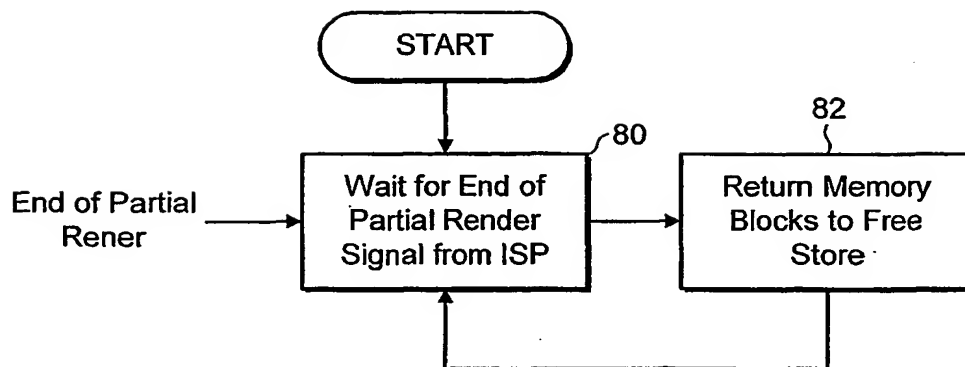 START
80
82
Wait for End of
Partial Render
Signal from ISP
Return Memory
Blocks to Free
Store
End of Partial
Rener